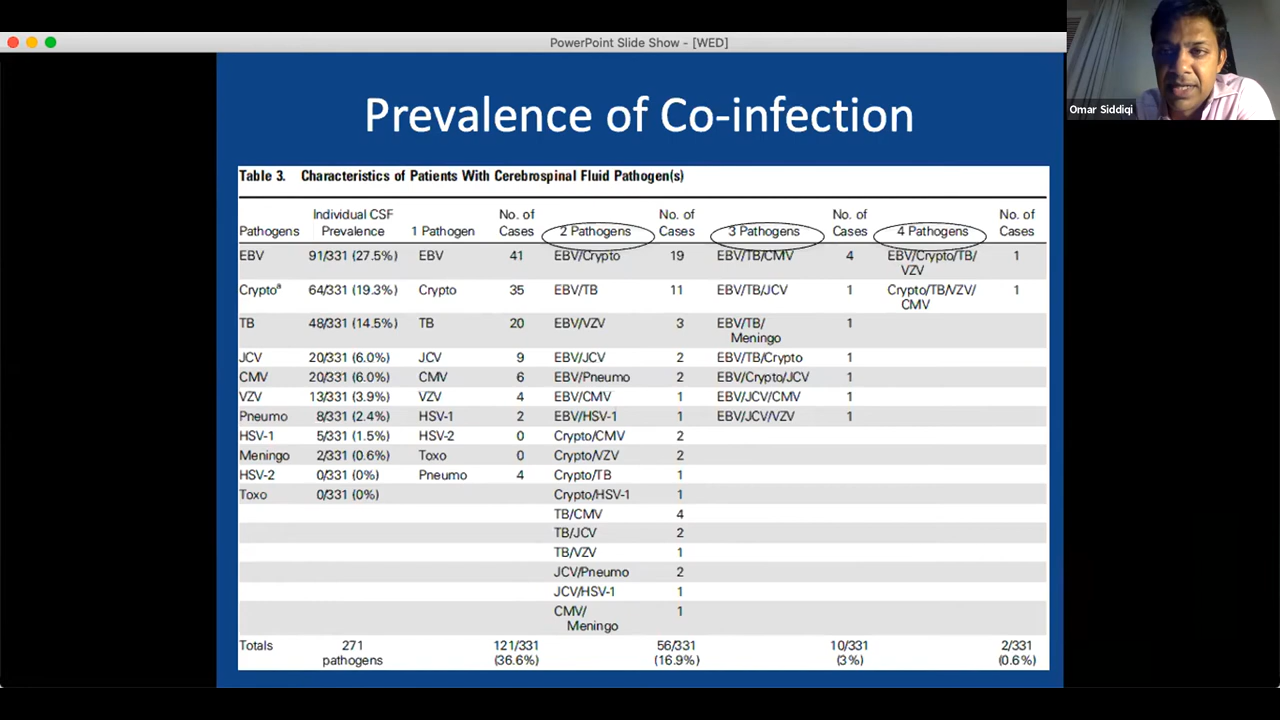 PowerPoint Slide Show - [WED]
Omar Siddiqi
Prevalence of Co-infection
Table 3. Characteristics of Patients With Cerebrospinal Fluid Pathogen(s)
Individual CSF No. of No. of No. of No. of
Pathogens Prevalence 1 Pathogen Cases 2 Pathogens Cases 3 Pathogens Cases 4 Pathogens Cases
EBV 91/331 (27.5%) EBV 41 EBV/Crypto 19 EBV/TB/CMV 4 EBV/Crypto/TB/ 1
VZV
Cryptoª 64/331 (19.3%) Crypto 35 EBV/TB 11 EBV/TB/JCV 1 Crypto/TB/VZV/ 1
CMV
TB 48/331 (14.5%) TB 20 EBV/VZV 3 EBV/TB/ 1
Meningo
JCV 20/331 (6.0%) JCV 9 EBV/JCV 2 EBV/TB/Crypto 1
CMV 20/331 (6.0%) CMV 6 EBV/Pneumo 2 EBV/Crypto/JCV 1
VZV 13/331 (3.9%) VZV 4 EBV/CMV 1 EBV/JCV/CMV 1
Pneumo 8/331 (2.4%) HSV-1 2 EBV/HSV-1 1 EBV/JCV/VZV 1
HSV-1 5/331 (1.5%) HSV-2 0 Crypto/CMV 2
Meningo 2/331 (0.6%) Toxo 0 Crypto/VZV 2
HSV-2 0/331 (0%) Pneumo 4 Crypto/TB 1
Toxo 0/331 (0%) Crypto/HSV-1 1
TB/CMV 4
TB/JCV 2
TB/VZV 1
JCV/Pneumo 2
JCV/HSV-1 1
CMV/ 1
Meningo
Totals 271 121/331 56/331 10/331 2/331
pathogens (36.6%) (16.9%) (3%) (0.6%)